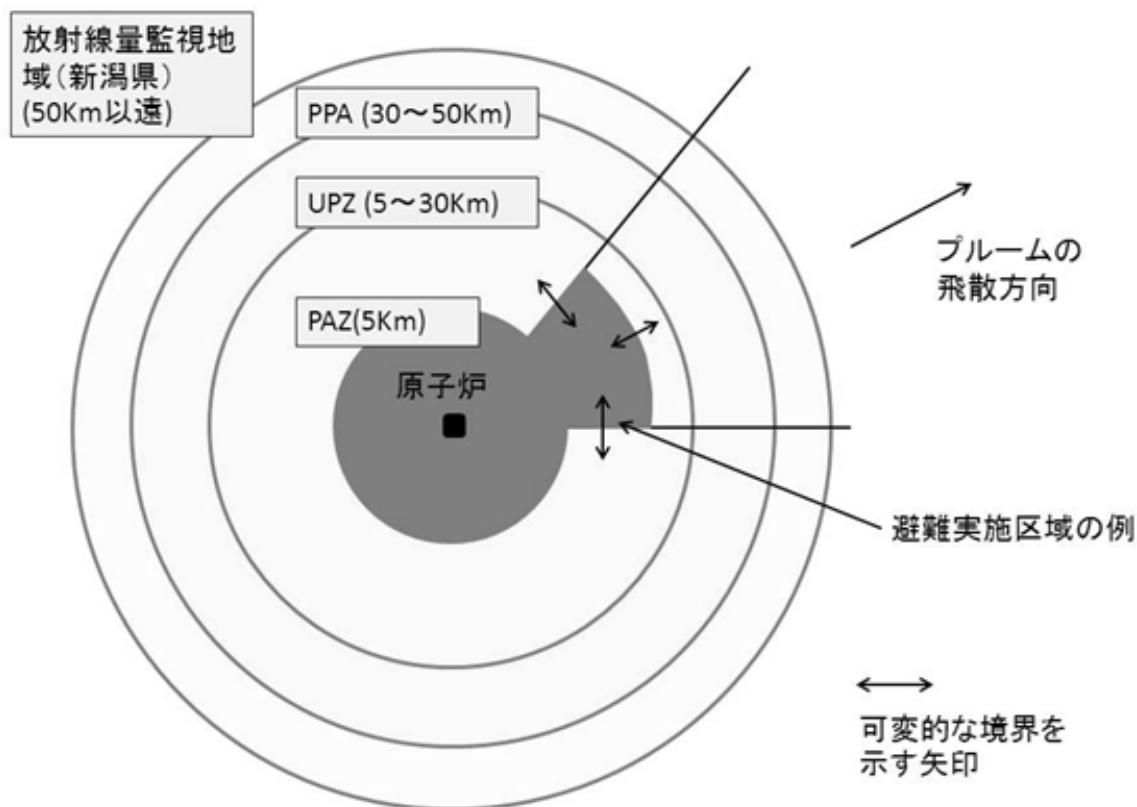 放射線量監視地
域(新潟県)
(50Km以遠)
PPA (30～50Km)
UPZ (5～30Km)
PAZ(5Km)
原子炉
プルームの
飛散方向
避難実施区域の例
可変的な境界を
示す矢印